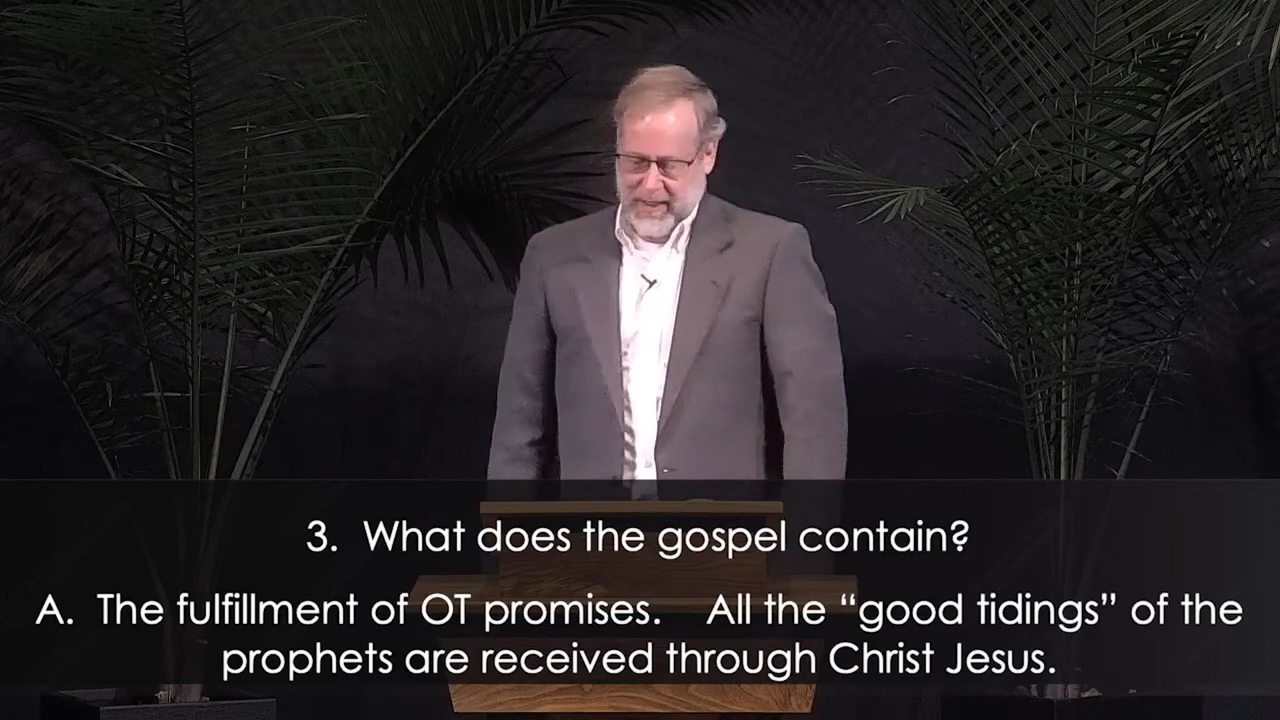 3.  What does the gospel contain?
A.  The fulfillment of OT promises.    All the “good tidings” of the
prophets are received through Christ Jesus.